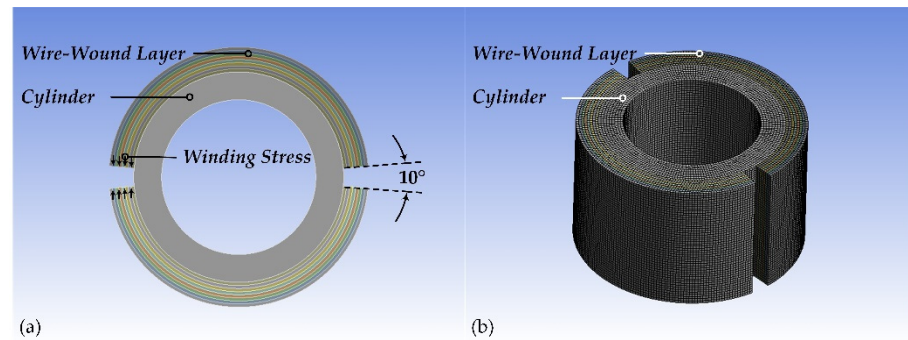 Wire-Wound Layer
Cylinder
Winding Stress
10°
(a)
Wire-Wound Layer
Cylinder
(b)